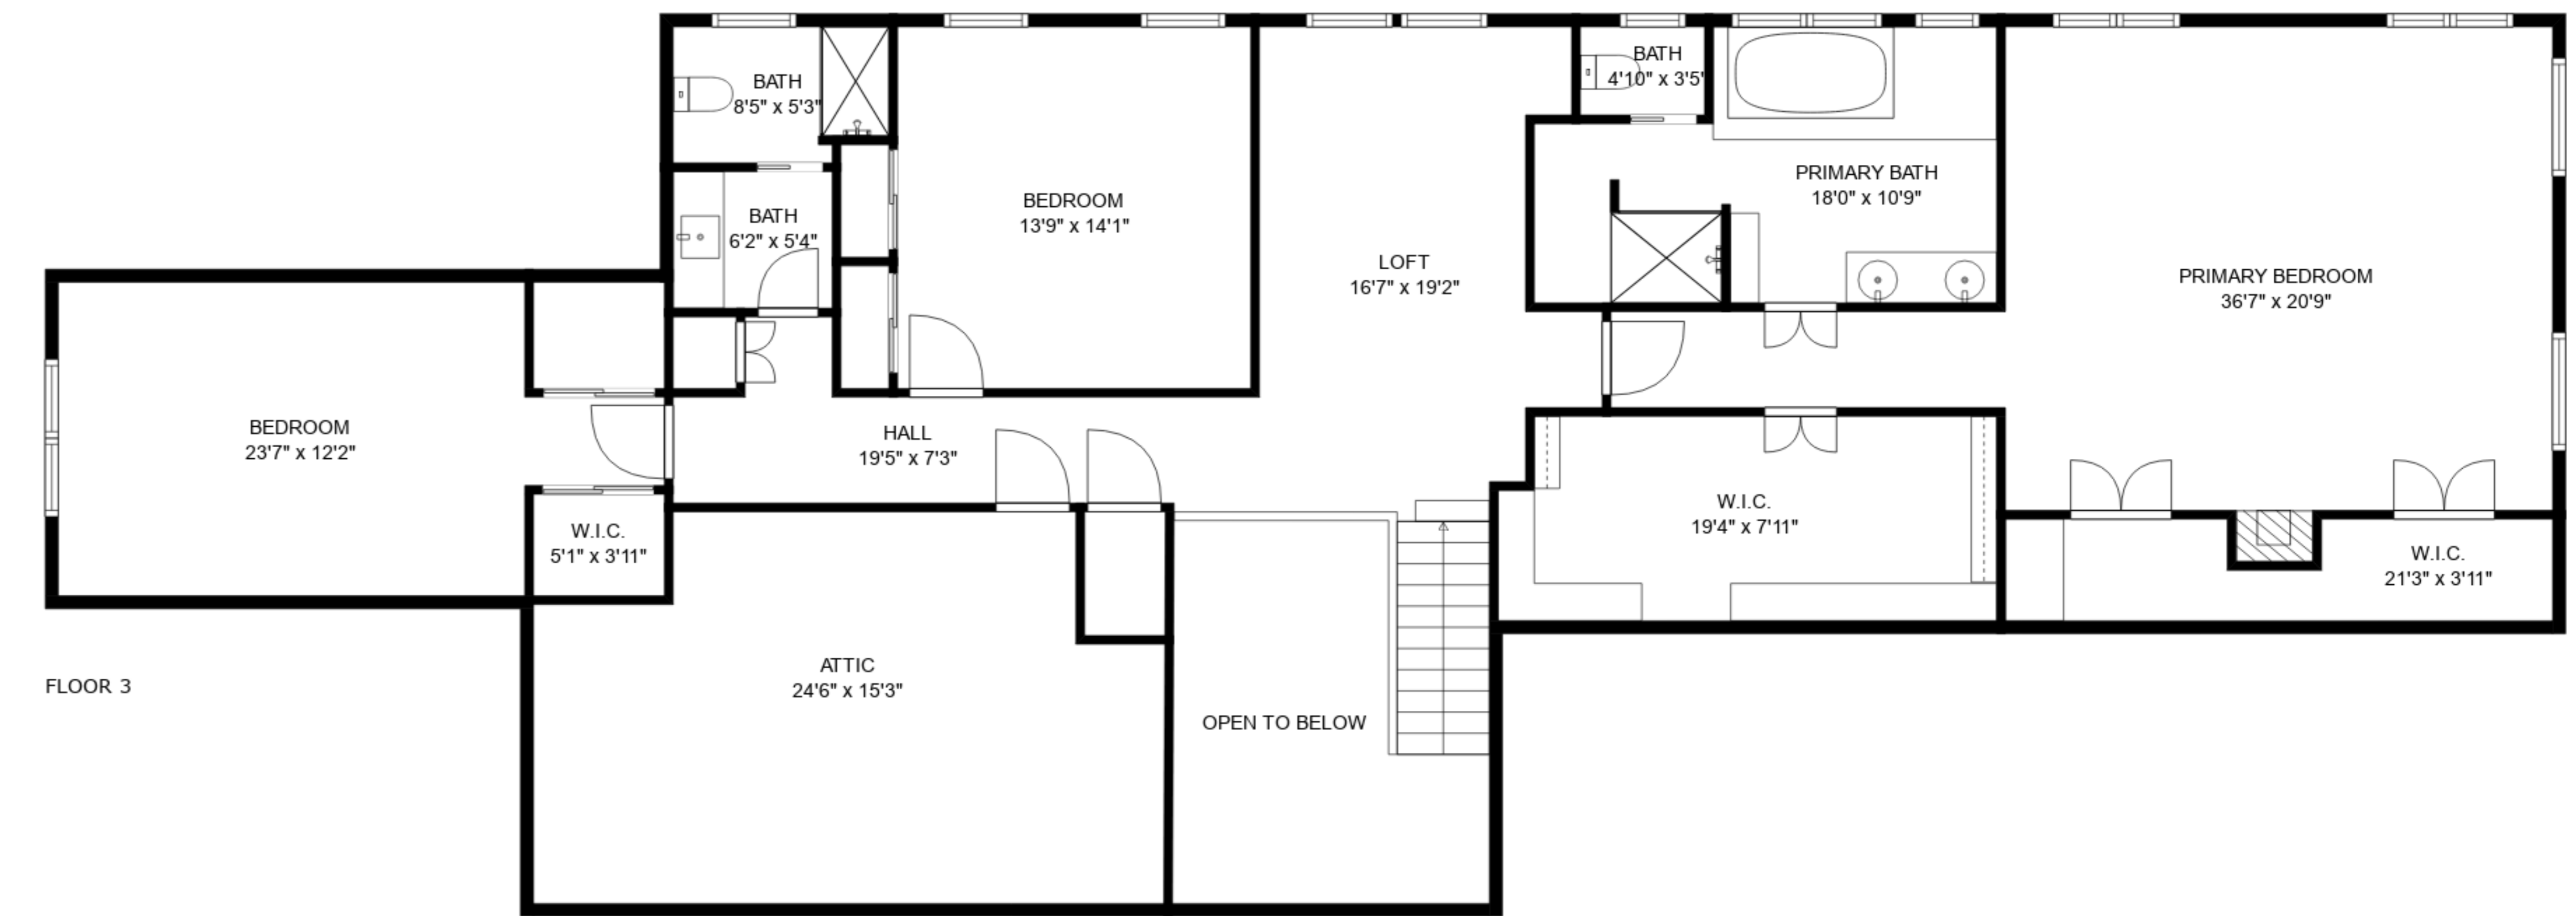 BATH
8'5" x 5'3"
BATH
4'10" x 3'5"
BATH
6'2" x 5'4"
BEDROOM
13'9" x 14'1"
LOFT
16'7" x 19'2"
PRIMARY BATH
18'0" x 10'9"
PRIMARY BEDROOM
36'7" x 20'9"
BEDROOM
23'7" x 12'2"
HALL
19'5" x 7'3"
W.I.C.
5'1" x 3'11"
W.I.C.
19'4" x 7'11"
W.I.C.
21'3" x 3'11"
ATTIC
24'6" x 15'3"
OPEN TO BELOW
FLOOR 3